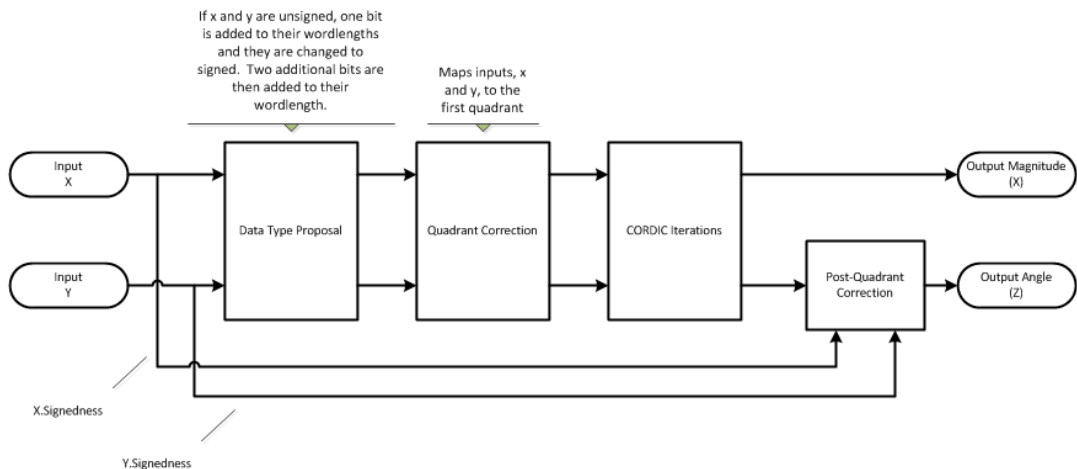 If x and y are unsigned, one bit
is added to their wordlengths
and they are changed to
signed. Two additional bits are
then added to their
wordlength.
Maps inputs, x
and y, to the
first quadrant
Input
X
Data Type Proposal
Quadrant Correction
CORDIC Iterations
Output Magnitude
(X)
Input
Y
Post-Quadrant
Correction
Output Angle
(Z)
X.Signedness
Y.Signedness